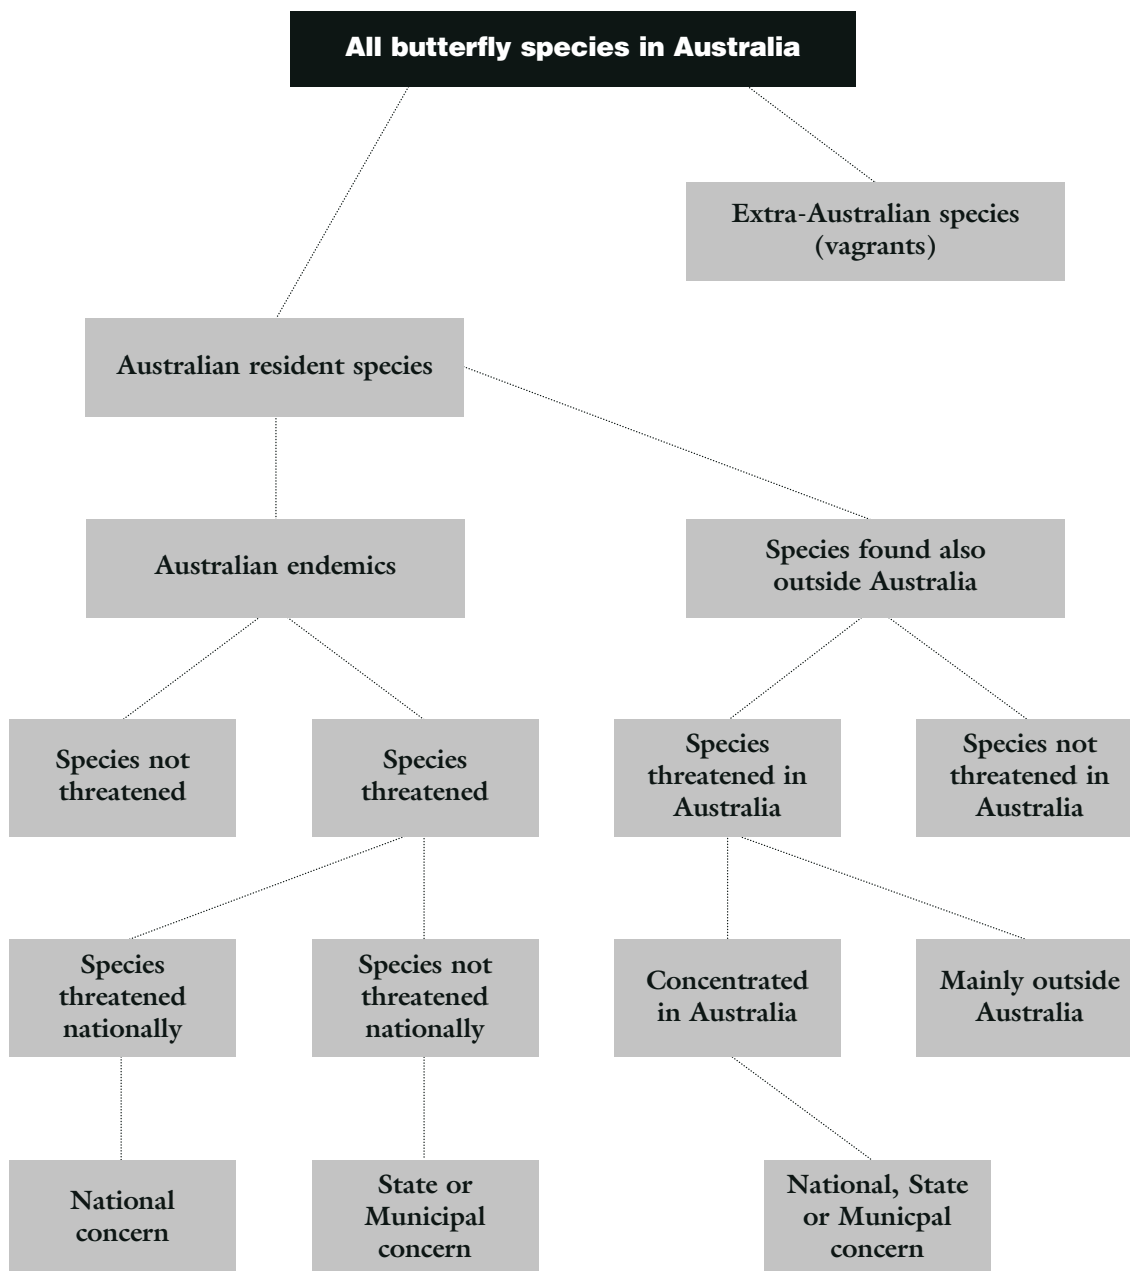 All butterfly species in Australia
Extra-Australian species
(vagrants)
Australian resident species
Australian endemics
Species found also
outside Australia
Species not
threatened
Species
threatened
Species
threatened in
Australia
Species not
threatened in
Australia
Species
threatened
nationally
Species not
threatened
nationally
Concentrated
in Australia
Mainly outside
Australia
National
concern
State or
Municipal
concern
National, State
or Municpal
concern